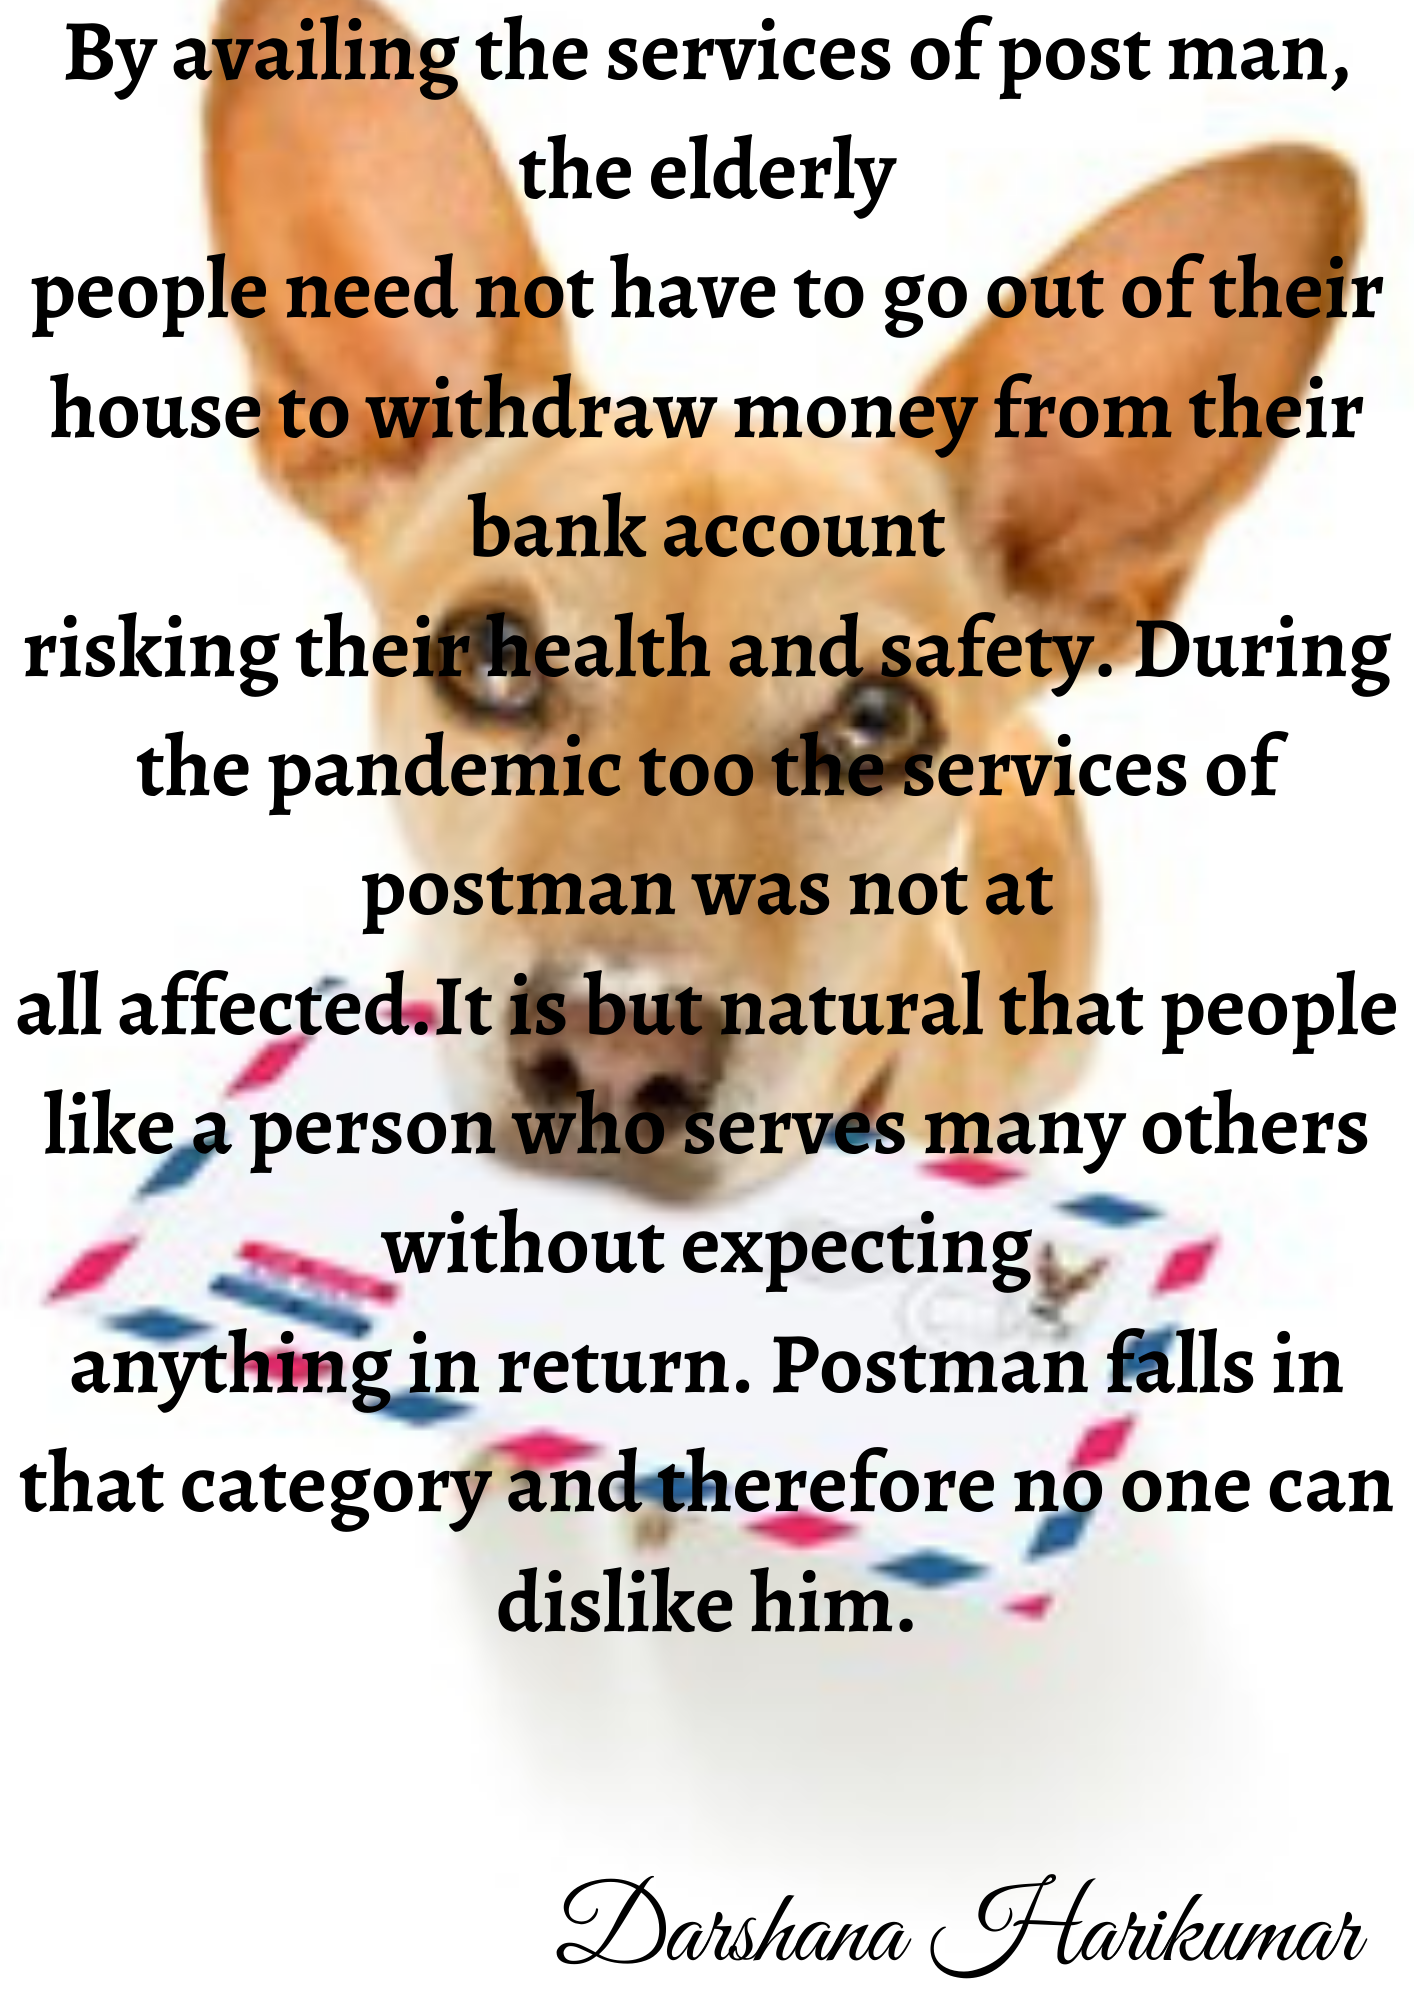 By availing the services of post man,
the elderly
people need not have to go out of their
house to withdraw money from their
bank account
risking their health and safety. During
the pandemic too the services of
postman was not at
all affected.It is but natural that people
like a person who serves many others
without expecting
anything in return. Postman falls in
that category and therefore no one can
dislike him.
Darshana Harikumar